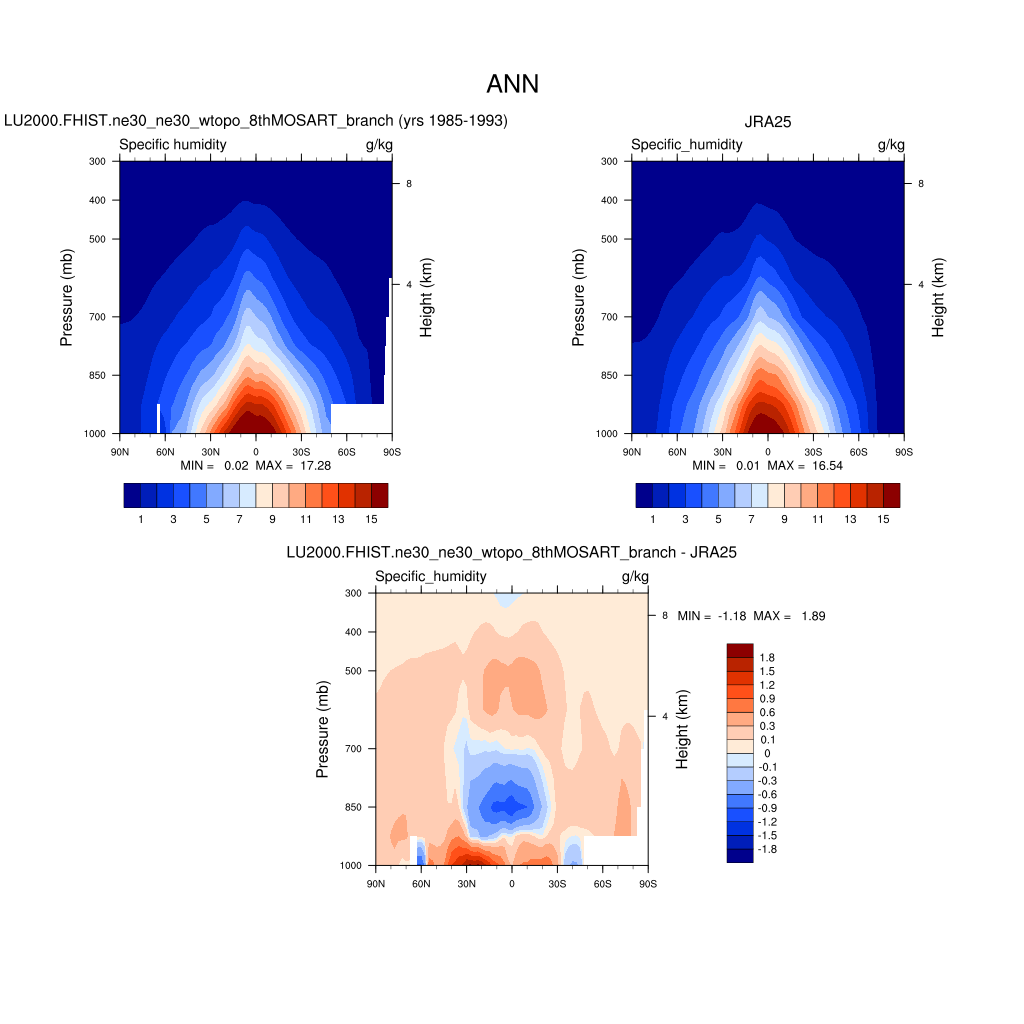 ANN
LU2000.FHIST.ne30_ne30_wtopo_8thMOSART_branch (yrs 1985-1993)
Specific humidity g/kg
300
400
500
700
850
1000
Pressure (mb)
8
4
Height (km)
90N 60N 30N 0 30S 60S 90S
MIN = 0.02 MAX = 17.28
1 3 5 7 9 11 13 15
JRA25
Specific_humidity g/kg
300
400
500
700
850
1000
Pressure (mb)
8
4
Height (km)
90N 60N 30N 0 30S 60S 90S
MIN = 0.01 MAX = 16.54
1 3 5 7 9 11 13 15
LU2000.FHIST.ne30_ne30_wtopo_8thMOSART_branch - JRA25
Specific_humidity g/kg
300
400
500
700
850
1000
Pressure (mb)
8
4
Height (km)
90N 60N 30N 0 30S 60S 90S
MIN = -1.18 MAX = 1.89
1.8
1.5
1.2
0.9
0.6
0.3
0.1
0
-0.1
-0.3
-0.6
-0.9
-1.2
-1.5
-1.8